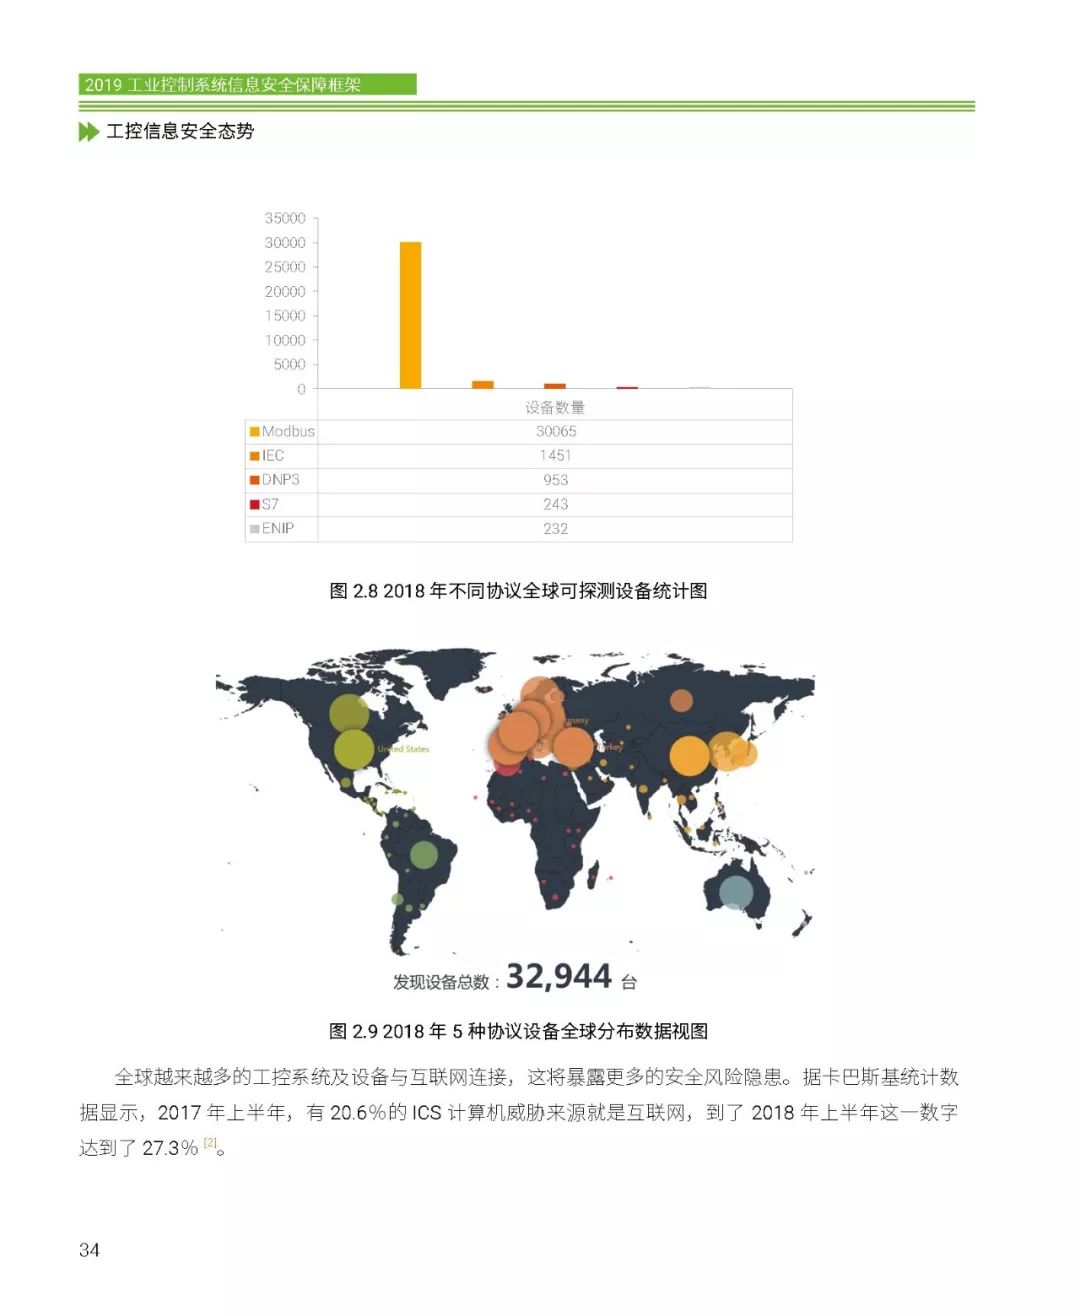 2019 工业控制系统信息安全保障框架
工控信息安全态势
35000
30000
25000
20000
15000
10000
5000
0
设备数量
Modbus 30065
IEC 1451
DNP3 953
S7 243
ENIP 232
图 2.8 2018 年不同协议全球可探测设备统计图
Germany
United States
Turkey
发现设备总数：32,944 台
图 2.9 2018 年 5 种协议设备全球分布数据视图
全球越来越多的工控系统及设备与互联网连接，这将暴露更多的安全风险隐患。据卡巴斯基统计数
据显示，2017 年上半年，有 20.6%的 ICS 计算机威胁来源就是互联网，到了 2018 年上半年这一数字
达到了 27.3% [2]。
34